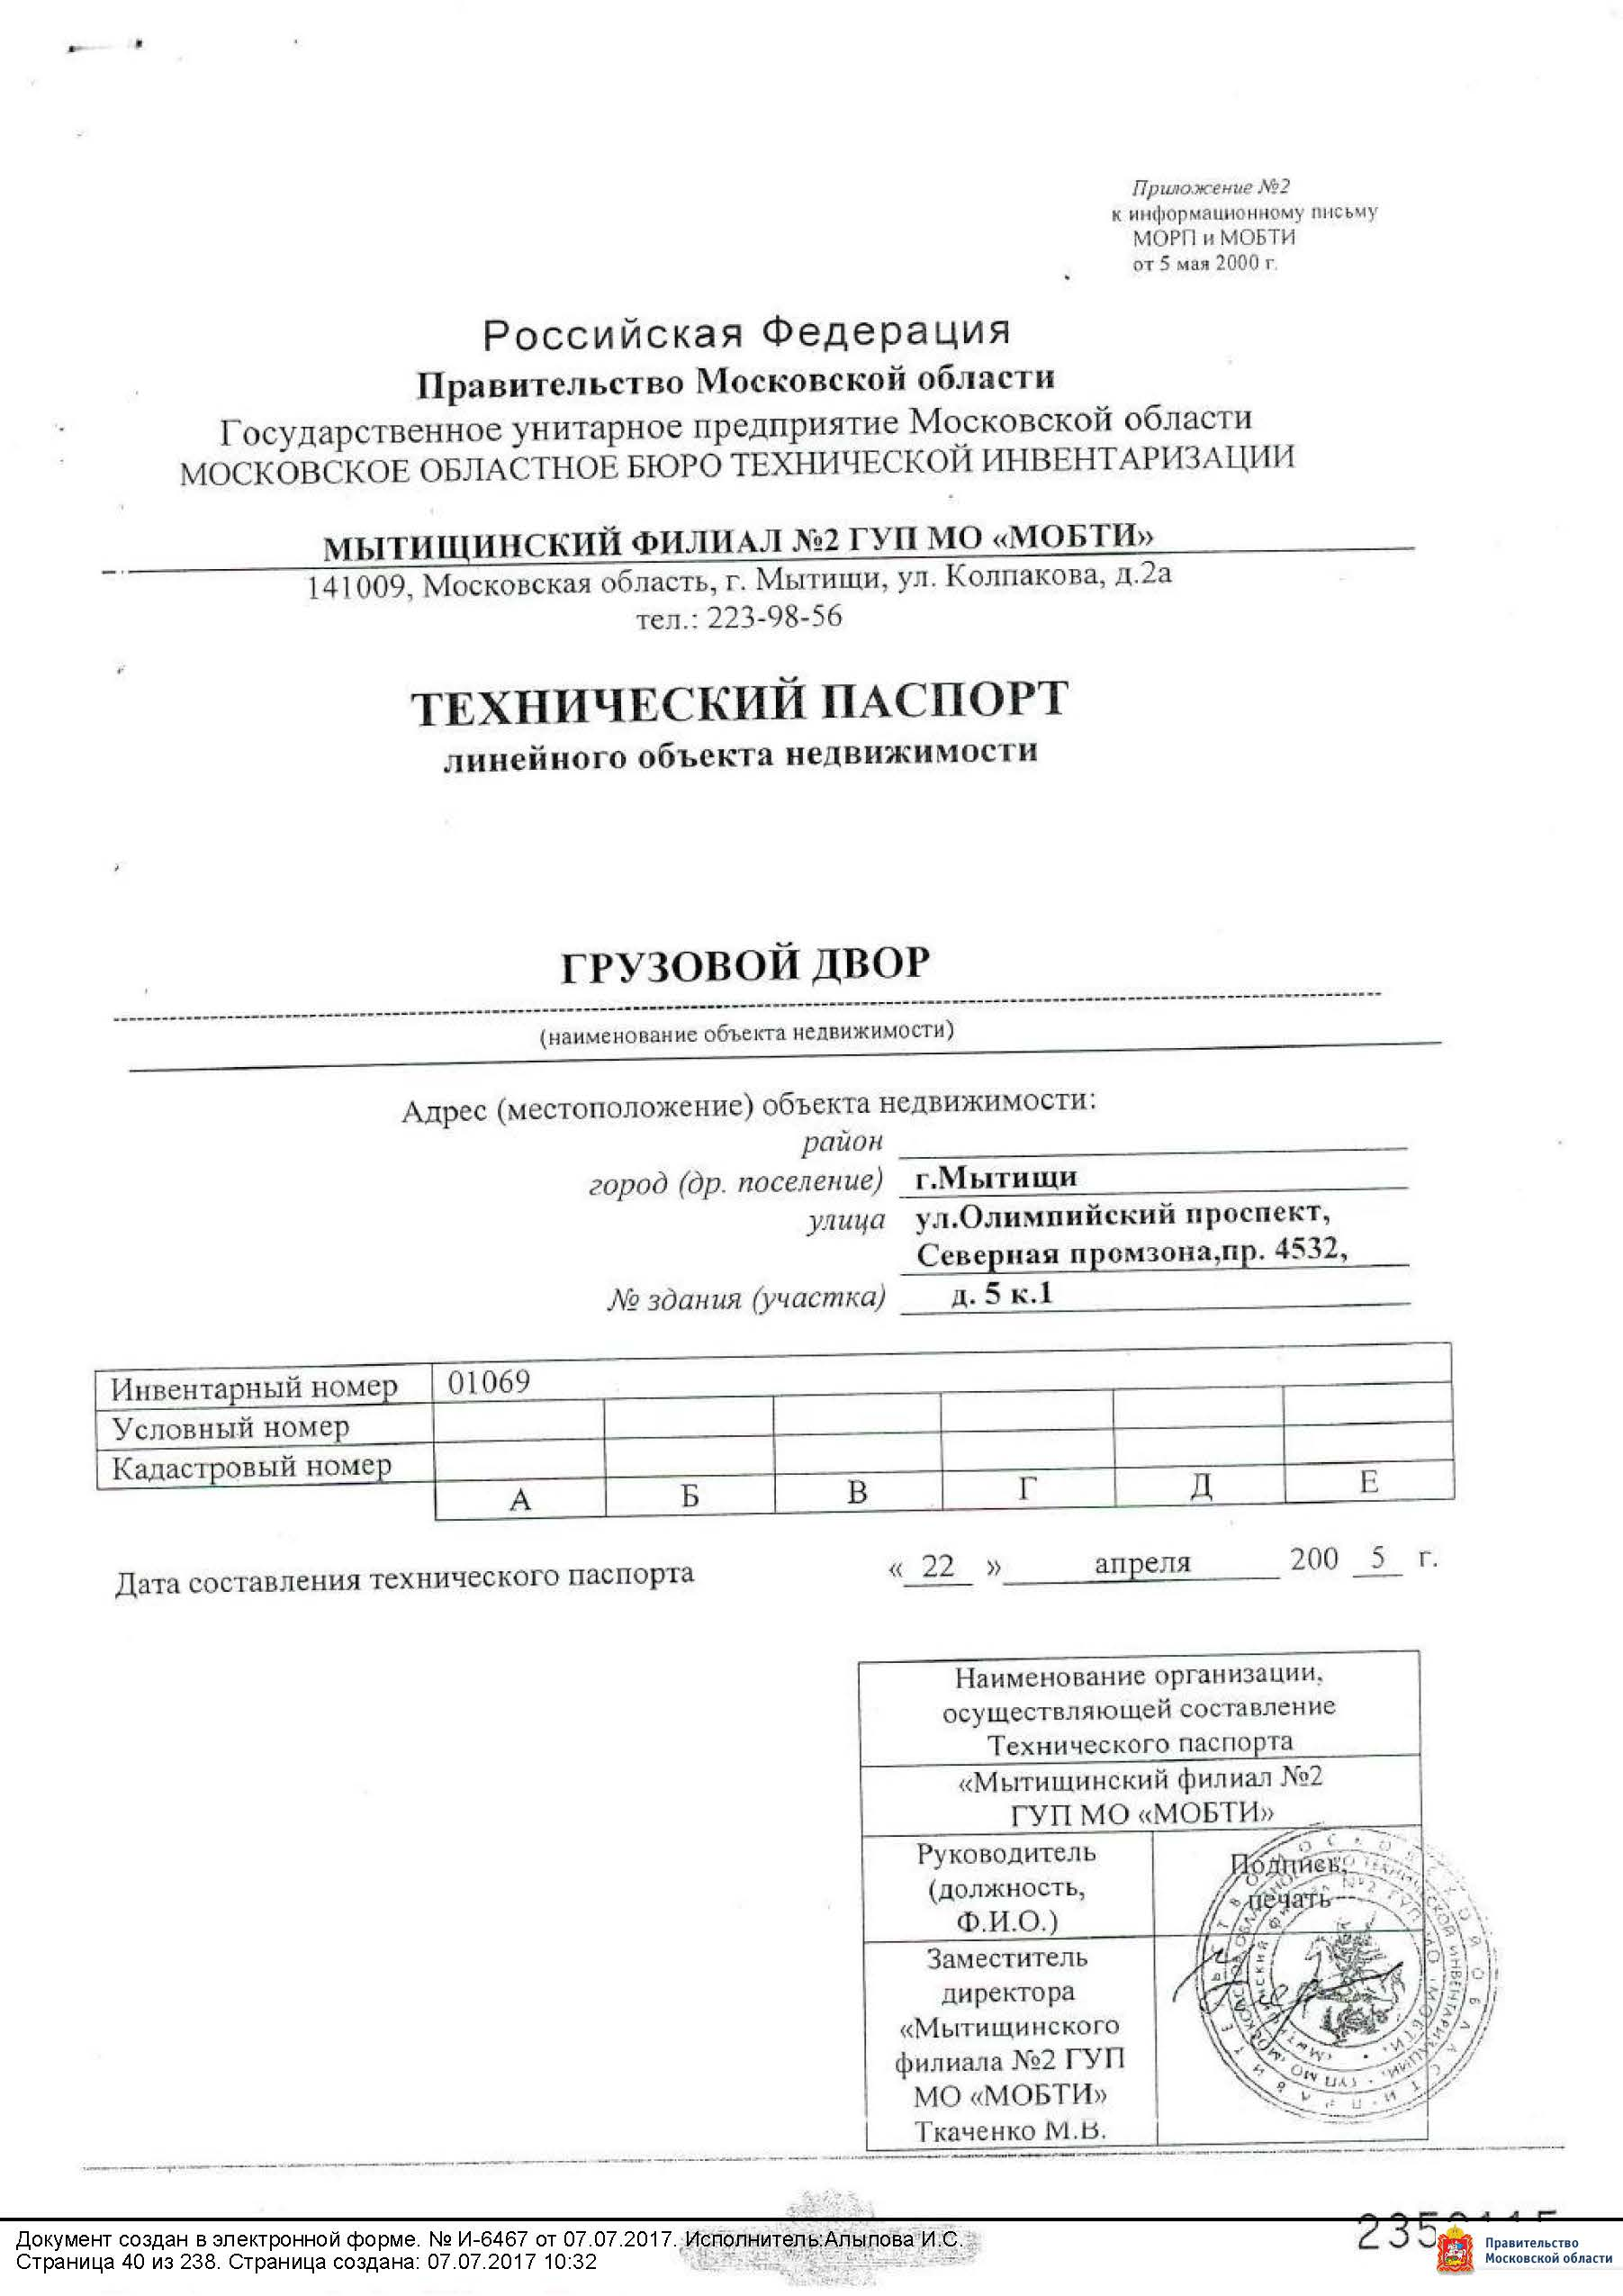 Приложение №2
к информационному письму
МОРП и МОБТИ
от 5 мая 2000 г.
Российская Федерация
Правительство Московской области
Государственное унитарное предприятие Московской области
МОСКОВСКОЕ ОБЛАСТНОЕ БЮРО ТЕХНИЧЕСКОЙ ИНВЕНТАРИЗАЦИИ
МЫТИЩИНСКИЙ ФИЛИАЛ №2 ГУП МО «МОБТИ»
141009, Московская область, г. Мытищи, ул. Колпакова, д.2а
тел.: 223-98-56
ТЕХНИЧЕСКИЙ ПАСПОРТ
линейного объекта недвижимости
ГРУЗОВОЙ ДВОР
(наименование объекта недвижимости)
Адрес (местоположение) объекта недвижимости:
район
город (др. поселение) г.Мытищи
улица ул.Олимпийский проспект,
Северная промзона,пр. 4532,
№ здания (участка) д. 5 к.1
Инвентарный номер 01069
Условный номер
Кадастровый номер
А Б В Г Д Е
Дата составления технического паспорта « 22 » апреля 200 5 г.
Наименование организации,
осуществляющей составление
Технического паспорта
«Мытищинский филиал №2
ГУП МО «МОБТИ»
Руководитель
(должность,
Ф.И.О.)
Подпись,
печать
Заместитель
директора
«Мытищинского
филиала №2 ГУП
МО «МОБТИ»
Ткаченко М.В.
Документ создан в электронной форме. № И-6467 от 07.07.2017. Исполнитель:Алыпова И.С.
Страница 40 из 238. Страница создана: 07.07.2017 10:32
Правительство
Московской области